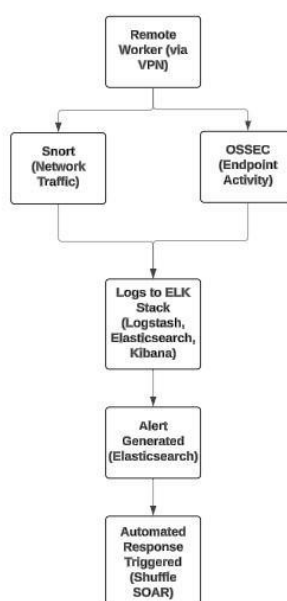 Remote
Worker (via
VPN)
Snort
(Network
Traffic)
OSSEC
(Endpoint
Activity)
Logs to ELK
Stack
(Logstash,
Elasticsearch,
Kibana)
Alert
Generated
(Elasticsearch)
Automated
Response
Triggered
(Shuffle
SOAR)